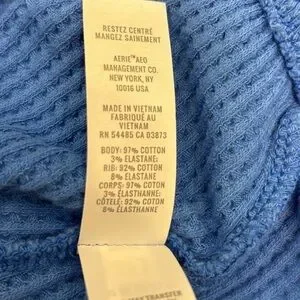 RESTEZ CENTRÉ
MANGEZ SAINEMENT
AERIE™AEO
MANAGEMENT CO.
NEW YORK, NY
10016 USA
MADE IN VIETNAM
FABRIQUÉ AU
VIETNAM
RN 54485 CA 03873
BODY: 97% COTTON
3% ELASTANE;
RIB: 92% COTTON
8% ELASTANE
CORPS: 97% COTON
3% ÉLASTHANNE;
CÔTELÉ: 92% COTON
8% ÉLASTHANNE
TRANSFER